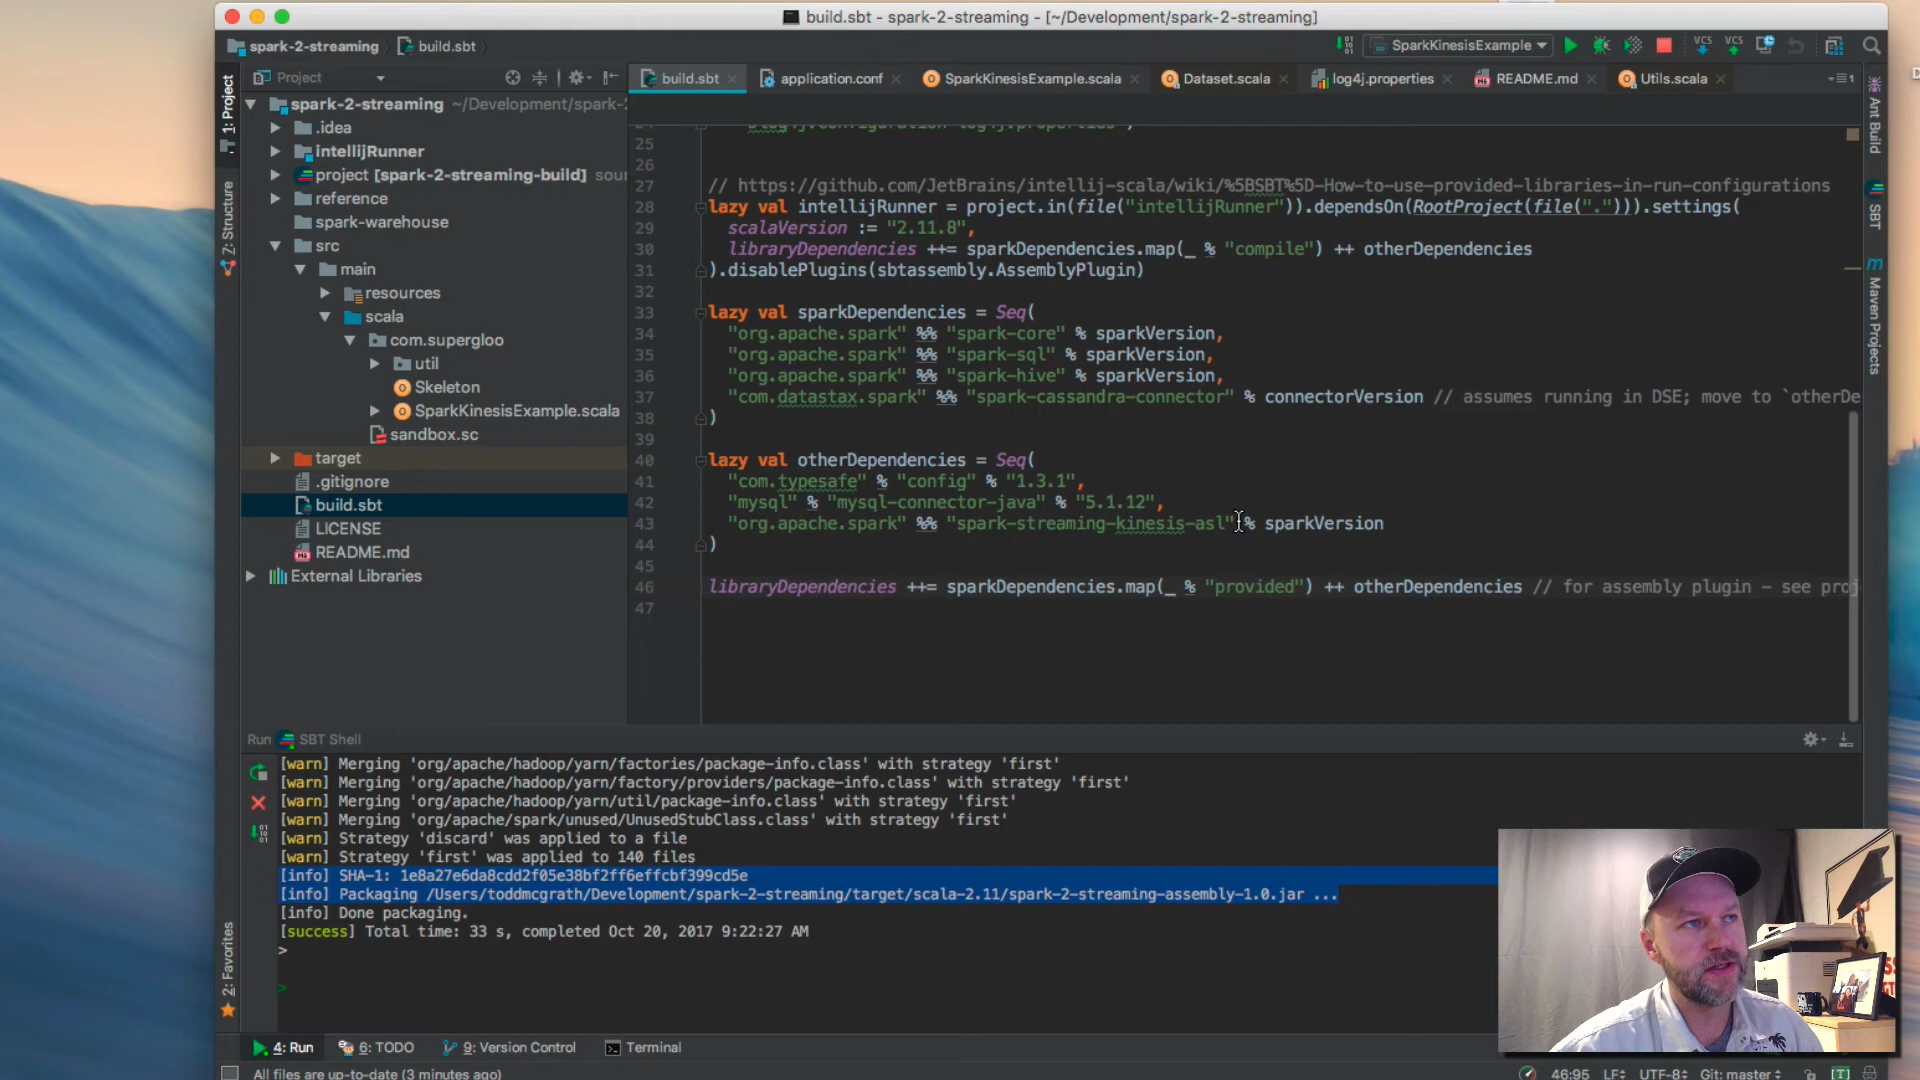 build.sbt - spark-2-streaming - [~/Development/spark-2-streaming]
spark-2-streaming
build.sbt
SparkKinesisExample
VCS
VCS
Project
build.sbt
application.conf
SparkKinesisExample.scala
Dataset.scala
log4j.properties
README.md
Utils.scala
1: Project
7: Structure
2: Favorites
spark-2-streaming ~/Development/spark-2
.idea
intellijRunner
project [spark-2-streaming-build] sour
reference
spark-warehouse
src
main
resources
scala
com.supergloo
util
Skeleton
SparkKinesisExample.scala
sandbox.sc
target
.gitignore
build.sbt
LICENSE
README.md
External Libraries
25
26
27 // https://github.com/JetBrains/intellij-scala/wiki/%5BSBT%5D-How-to-use-provided-libraries-in-run-configurations
28 lazy val intellijRunner = project.in(file("intellijRunner")).dependsOn(RootProject(file("."))).settings(
29 scalaVersion := "2.11.8",
30 libraryDependencies ++= sparkDependencies.map(_ % "compile") ++ otherDependencies
31 ).disablePlugins(sbtassembly.AssemblyPlugin)
32
33 lazy val sparkDependencies = Seq(
34 "org.apache.spark" %% "spark-core" % sparkVersion,
35 "org.apache.spark" %% "spark-sql" % sparkVersion,
36 "org.apache.spark" %% "spark-hive" % sparkVersion,
37 "com.datastax.spark" %% "spark-cassandra-connector" % connectorVersion // assumes running in DSE; move to `otherDe
38 )
39
40 lazy val otherDependencies = Seq(
41 "com.typesafe" % "config" % "1.3.1",
42 "mysql" % "mysql-connector-java" % "5.1.12",
43 "org.apache.spark" %% "spark-streaming-kinesis-asl" % sparkVersion
44 )
45
46 libraryDependencies ++= sparkDependencies.map(_ % "provided") ++ otherDependencies // for assembly plugin – see proj
47
Ant Build
SBT
Maven Projects
Run SBT Shell
[warn] Merging 'org/apache/hadoop/yarn/factories/package-info.class' with strategy 'first'
[warn] Merging 'org/apache/hadoop/yarn/factory/providers/package-info.class' with strategy 'first'
[warn] Merging 'org/apache/hadoop/yarn/util/package-info.class' with strategy 'first'
[warn] Merging 'org/apache/spark/unused/UnusedStubClass.class' with strategy 'first'
[warn] Strategy 'discard' was applied to a file
[warn] Strategy 'first' was applied to 140 files
[info] SHA-1: 1e8a27e6da8cdd2f05e38bf2ff6effcbf399cd5e
[info] Packaging /Users/toddmcgrath/Development/spark-2-streaming/target/scala-2.11/spark-2-streaming-assembly-1.0.jar ...
[info] Done packaging.
[success] Total time: 33 s, completed Oct 20, 2017 9:22:27 AM
>
>
4: Run
6: TODO
9: Version Control
Terminal
All files are up-to-date (3 minutes ago)
46:95 LF UTF-8 Git: master